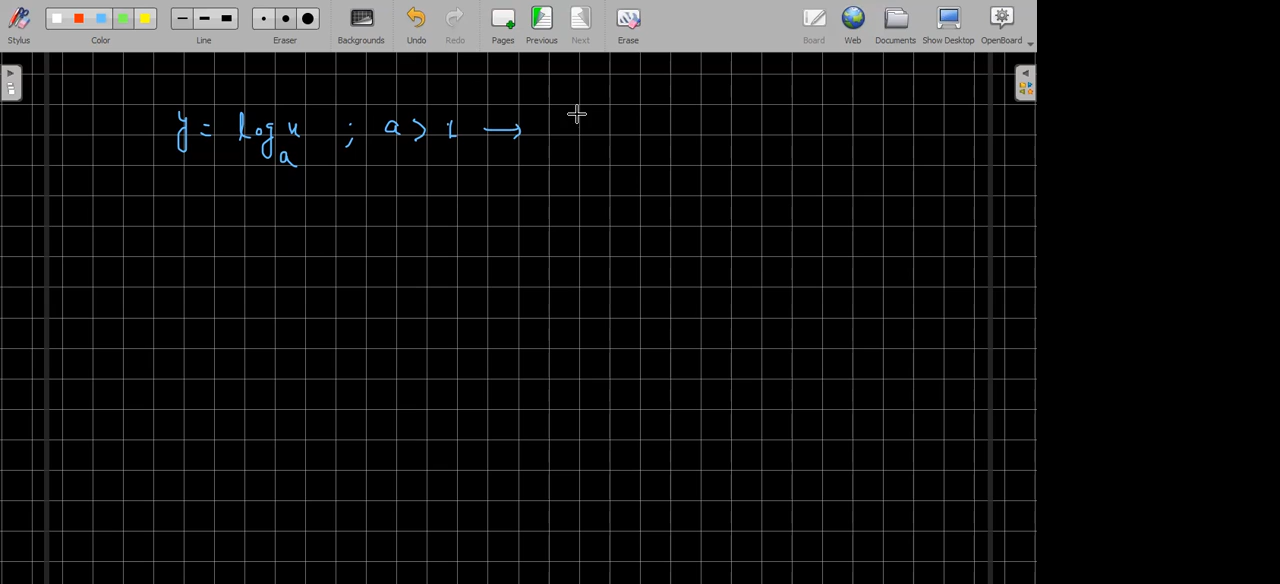 Stylus Color Line Eraser Backgrounds Undo Redo Pages Previous Next Erase Board Web Documents Show Desktop OpenBoard
y = log_a x ; a > 1 →